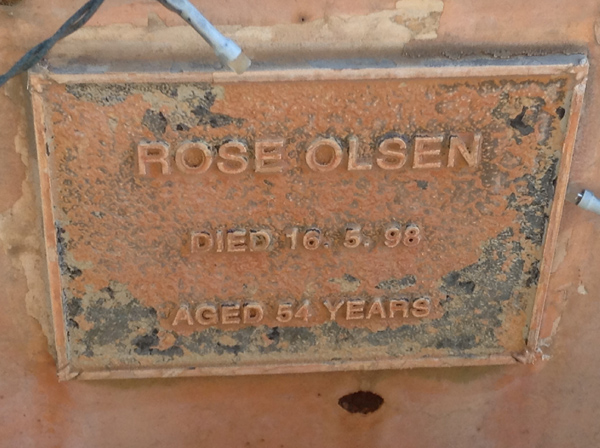 ROSE OLSEN
DIED 16. 5. 98
AGED 54 YEARS